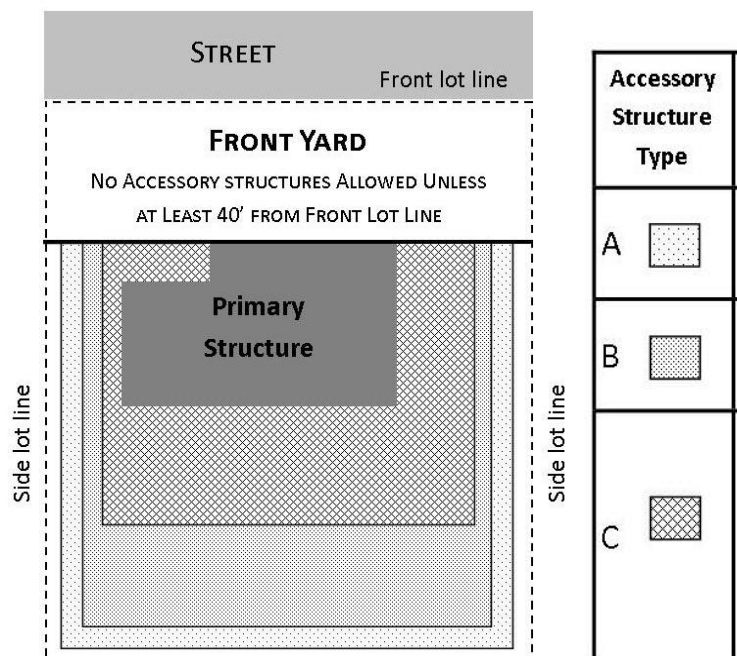 STREET
Front lot line
FRONT YARD
NO ACCESSORY STRUCTURES ALLOWED UNLESS
AT LEAST 40' FROM FRONT LOT LINE
Primary
Structure
Side lot line
Side lot line
Accessory
Structure
Type
A
B
C